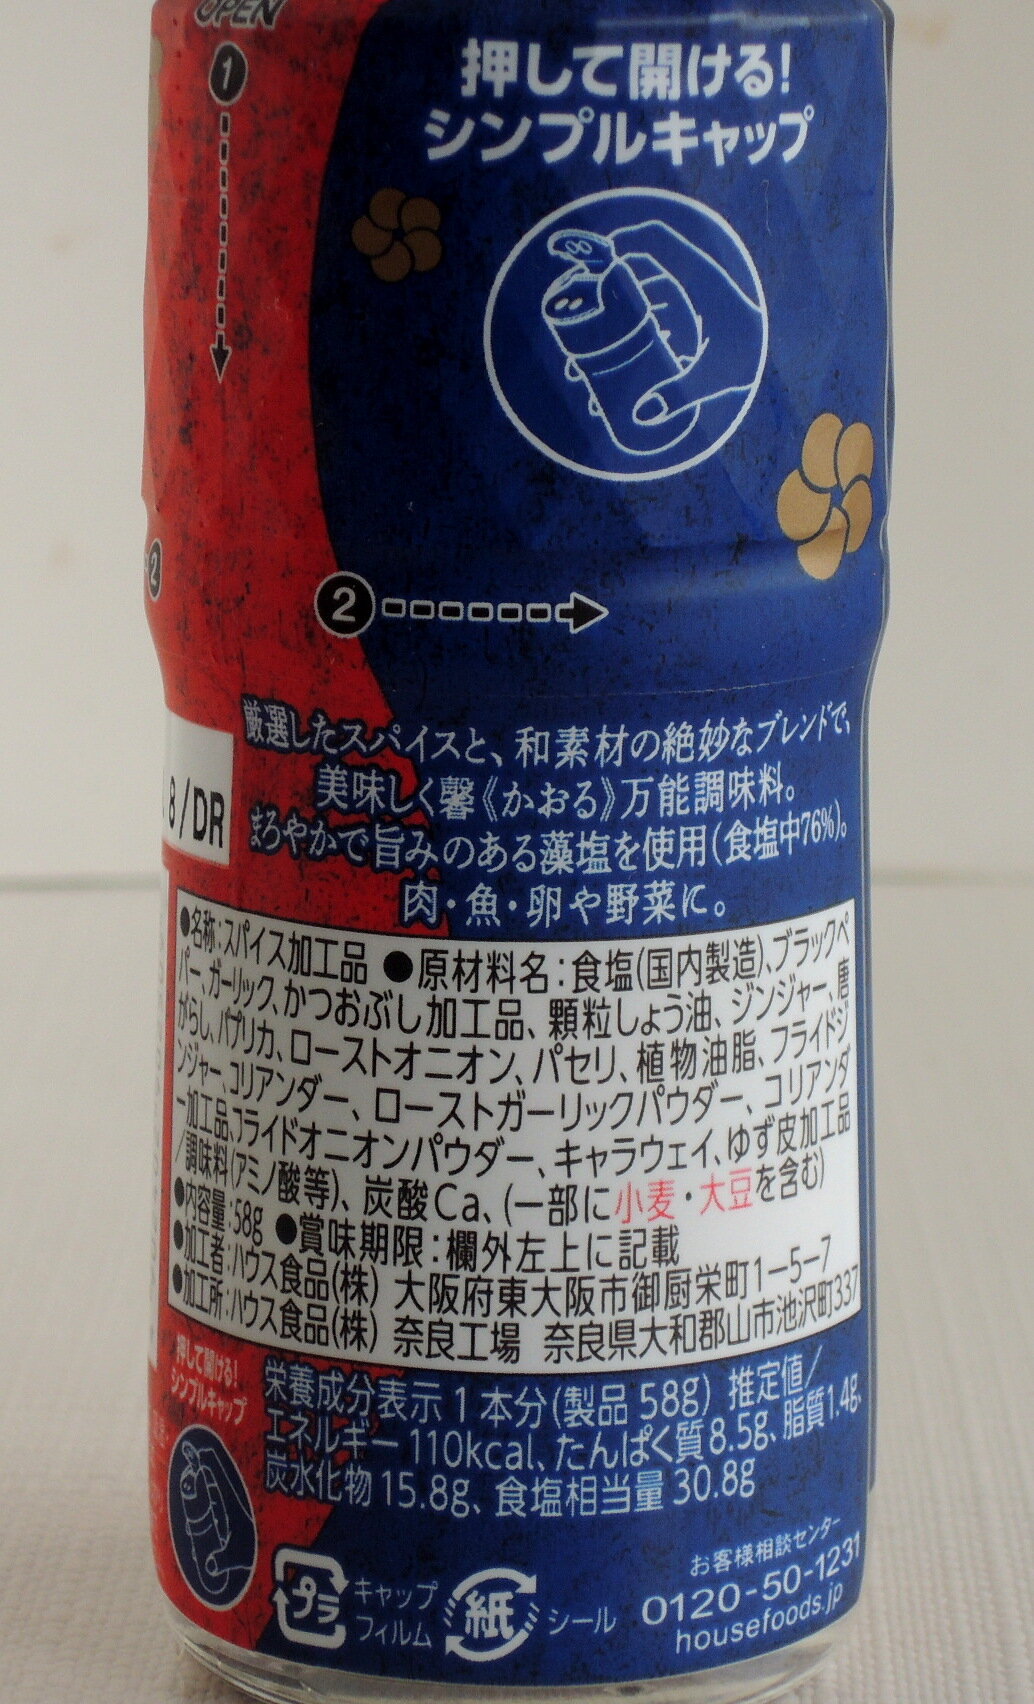 OPEN
1
押して開ける!
シンプルキャップ
2
2
厳選したスパイスと、和素材の絶妙なブレンドで、
美味しく馨《かおる》万能調味料。
まろやかで旨みのある藻塩を使用(食塩中76%)。
肉・魚・卵や野菜に。
8/DR
●名称:スパイス加工品 ●原材料名:食塩(国内製造)、ブラックペ
パー、ガーリック、かつおぶし加工品、顆粒しょう油、ジンジャー、唐
がらし、パプリカ、ローストオニオン、パセリ、植物油脂、フライドジ
ンジャー、コリアンダー、ローストガーリックパウダー、コリアンダ
ー加工品、フライドオニオンパウダー、キャラウェイ、ゆず皮加工品
/調味料(アミノ酸等)、炭酸Ca、(一部に小麦・大豆を含む)
●内容量:58g ●賞味期限:欄外左上に記載
●加工者:ハウス食品(株) 大阪府東大阪市御厨栄町1-5-7
●加工所:ハウス食品(株) 奈良工場 奈良県大和郡山市池沢町337
押して開ける!
シンプルキャップ
栄養成分表示 1本分(製品 58g) 推定値/
エネルギー 110kcal、たんぱく質 8.5g、脂質1.4g、
炭水化物 15.8g、食塩相当量 30.8g
プラ
キャップ
フィルム
紙
シール
お客様相談センター
0120-50-1231
housefoods.jp